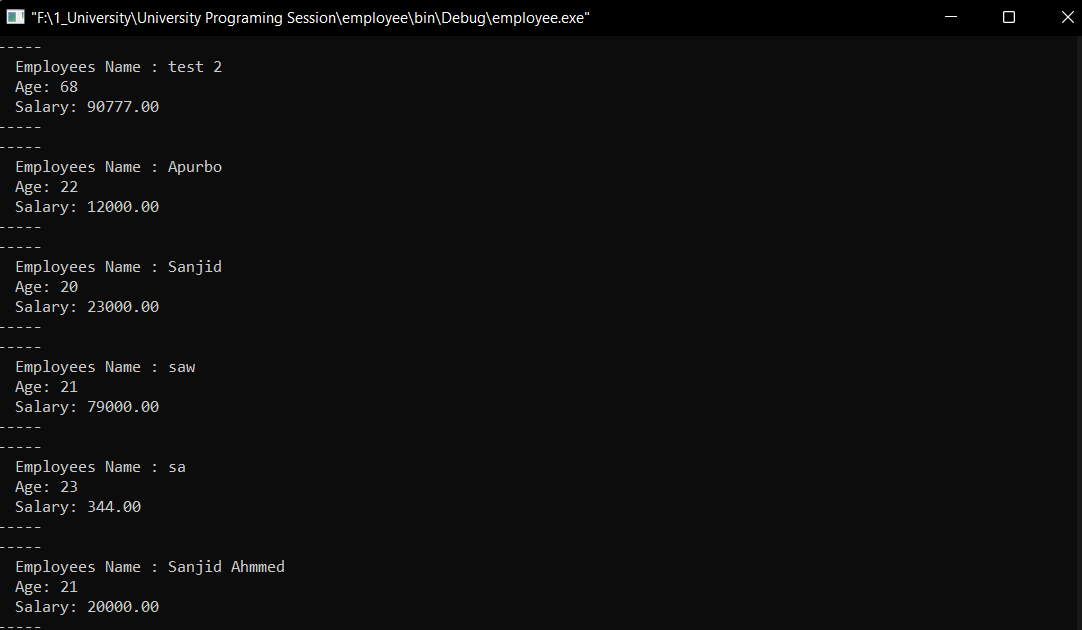 "F:\1_University\University Programing Session\employee\bin\Debug\employee.exe"
-----
Employees Name : test 2
Age: 68
Salary: 90777.00
-----
-----
Employees Name : Apurbo
Age: 22
Salary: 12000.00
-----
-----
Employees Name : Sanjid
Age: 20
Salary: 23000.00
-----
-----
Employees Name : saw
Age: 21
Salary: 79000.00
-----
-----
Employees Name : sa
Age: 23
Salary: 344.00
-----
-----
Employees Name : Sanjid Ahmmed
Age: 21
Salary: 20000.00
-----